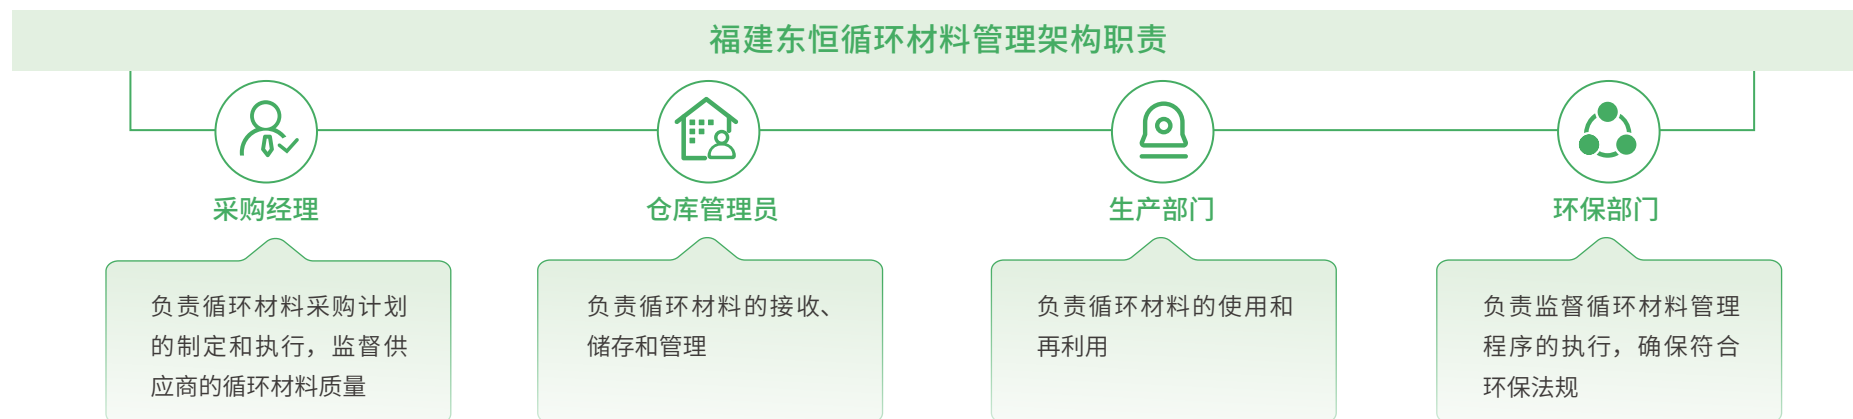 福建东恒循环材料管理架构职责
采购经理
负责循环材料采购计划
的制定和执行，监督供
应商的循环材料质量
仓库管理员
负责循环材料的接收、
储存和管理
生产部门
负责循环材料的使用和
再利用
环保部门
负责监督循环材料管理
程序的执行，确保符合
环保法规